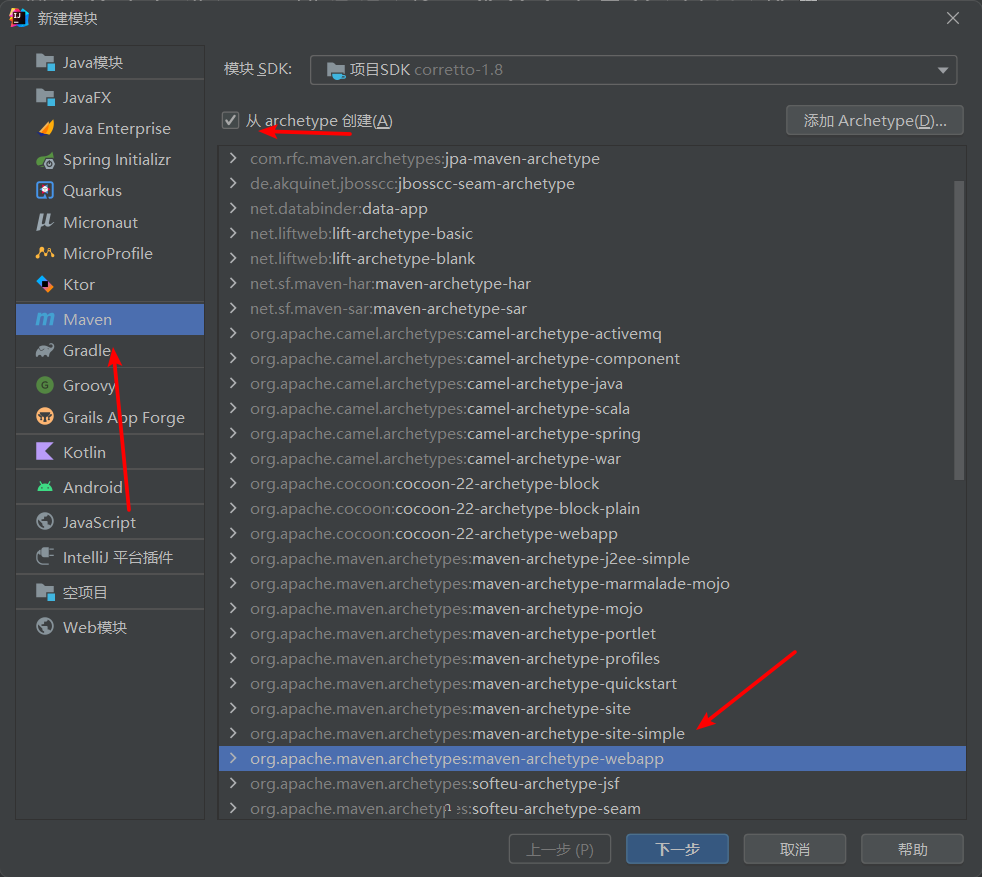 新建模块
Java模块
JavaFX
Java Enterprise
Spring Initializr
Quarkus
Micronaut
MicroProfile
Ktor
Maven
Gradle
Groovy
Grails App Forge
Kotlin
Android
JavaScript
IntelliJ 平台插件
空项目
Web模块
模块 SDK: 项目SDK corretto-1.8
从 archetype 创建(A) 添加 Archetype(D)...
com.rfc.maven.archetypes:jpa-maven-archetype
de.akquinet.jbosscc:jbosscc-seam-archetype
net.databinder:data-app
net.liftweb:lift-archetype-basic
net.liftweb:lift-archetype-blank
net.sf.maven-har:maven-archetype-har
net.sf.maven-sar:maven-archetype-sar
org.apache.camel.archetypes:camel-archetype-activemq
org.apache.camel.archetypes:camel-archetype-component
org.apache.camel.archetypes:camel-archetype-java
org.apache.camel.archetypes:camel-archetype-scala
org.apache.camel.archetypes:camel-archetype-spring
org.apache.camel.archetypes:camel-archetype-war
org.apache.cocoon:cocoon-22-archetype-block
org.apache.cocoon:cocoon-22-archetype-block-plain
org.apache.cocoon:cocoon-22-archetype-webapp
org.apache.maven.archetypes:maven-archetype-j2ee-simple
org.apache.maven.archetypes:maven-archetype-marmalade-mojo
org.apache.maven.archetypes:maven-archetype-mojo
org.apache.maven.archetypes:maven-archetype-portlet
org.apache.maven.archetypes:maven-archetype-profiles
org.apache.maven.archetypes:maven-archetype-quickstart
org.apache.maven.archetypes:maven-archetype-site
org.apache.maven.archetypes:maven-archetype-site-simple
org.apache.maven.archetypes:maven-archetype-webapp
org.apache.maven.archetypes:softeu-archetype-jsf
org.apache.maven.archetypes:softeu-archetype-seam
上一步 (P) 下一步 取消 帮助